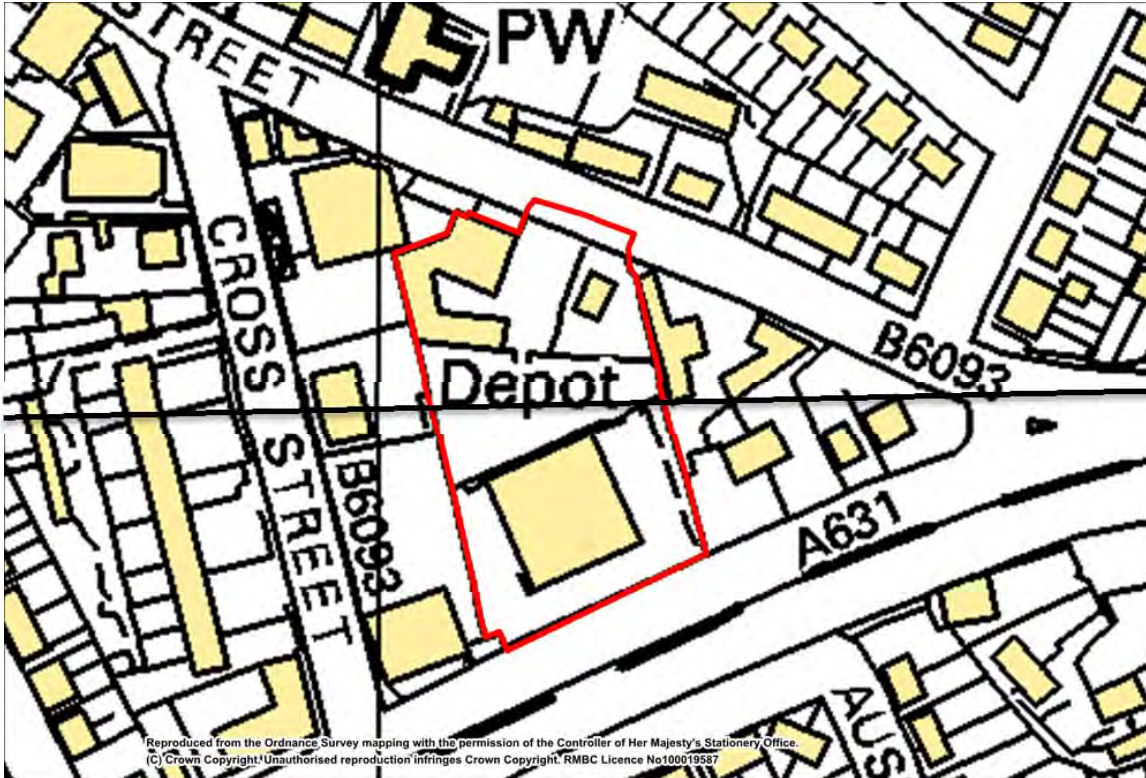 STREET
PW
CROSS STREET
Depot
B6093
B6093
A631
AUS
Reproduced from the Ordnance Survey mapping with the permission of the Controller of Her Majesty's Stationery Office.
(C) Crown Copyright. Unauthorised reproduction infringes Crown Copyright. RMBC Licence No100019587